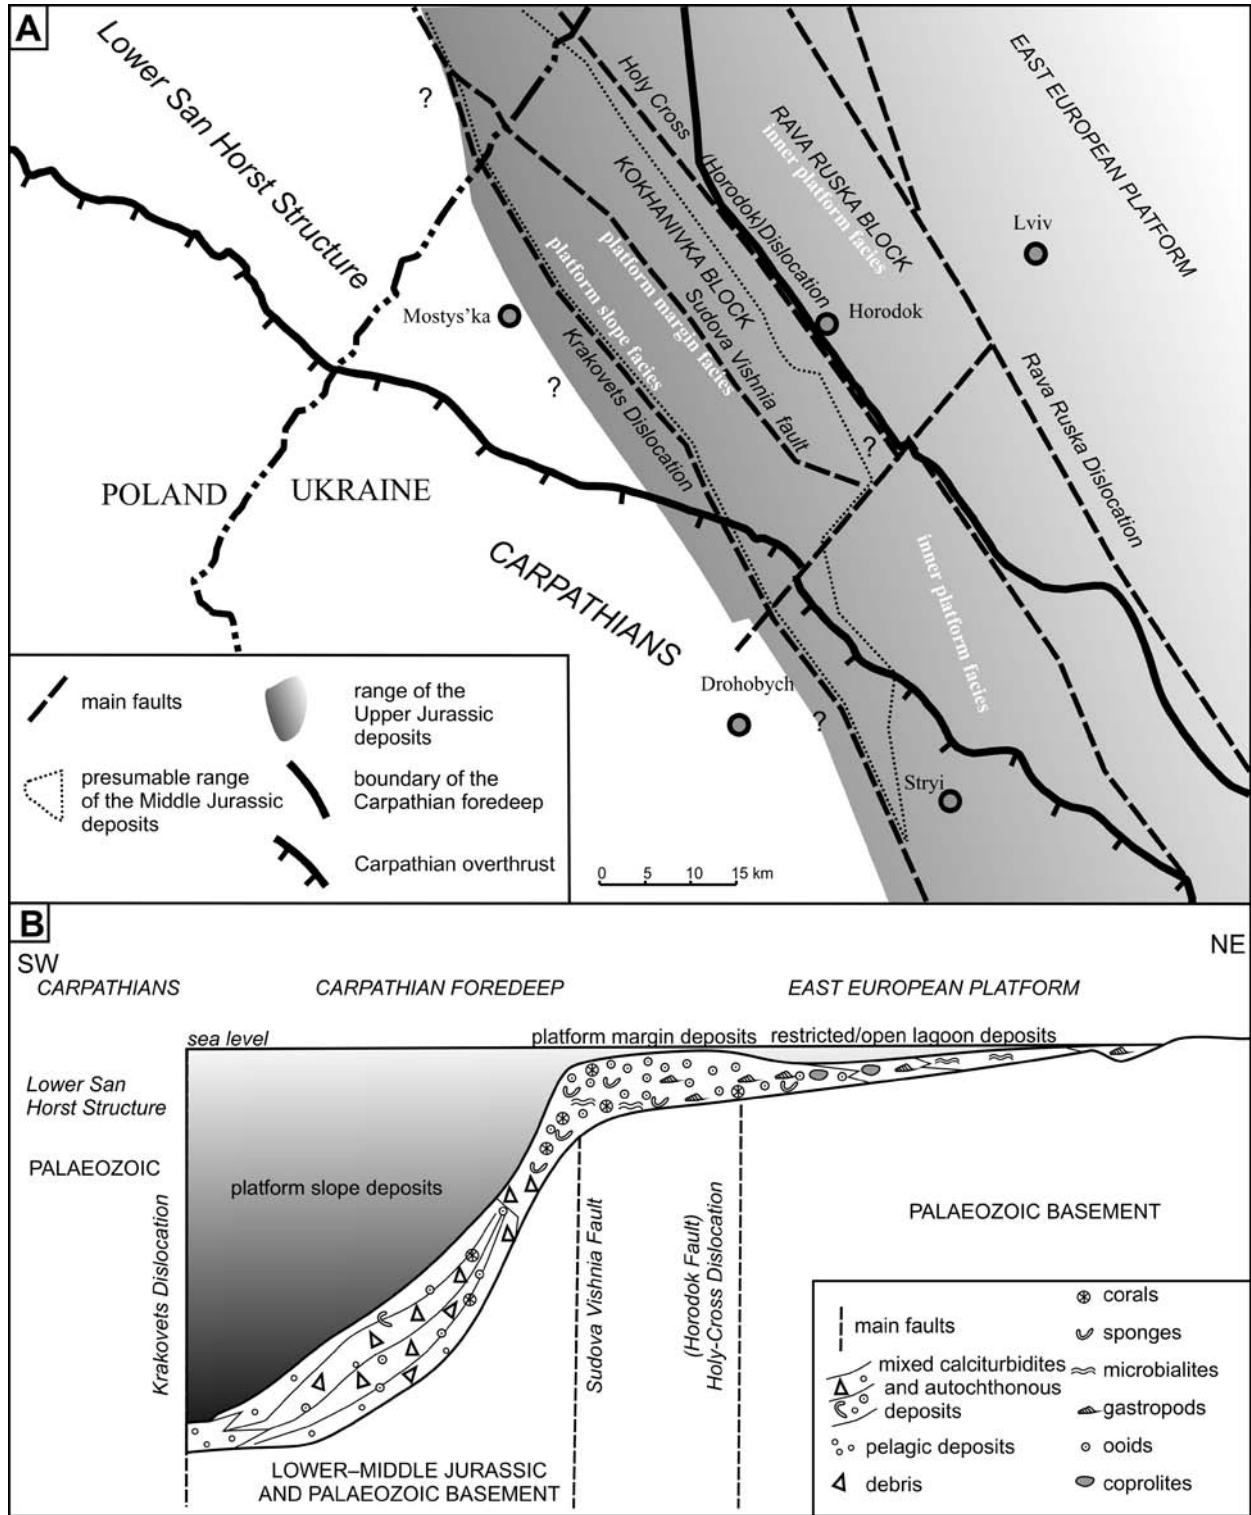 A
Lower San Horst Structure
?
Holy Cross
(Horodok) Dislocation
RAVA RUSKA BLOCK
inner platform facies
EAST EUROPEAN PLATFORM
KOKHANIVKA BLOCK
Lviv
Horodok
Mostys'ka
platform margin facies
platform slope facies
Sudova Vishnia fault
Krakovets Dislocation
Rava Ruska Dislocation
?
?
POLAND
UKRAINE
CARPATHIANS
inner platform facies
Drohobych
?
Stryi
main faults
range of the
Upper Jurassic
deposits
presumable range
of the Middle Jurassic
deposits
boundary of the
Carpathian foredeep
Carpathian overthrust
0 5 10 15 km
B
SW
NE
CARPATHIANS
CARPATHIAN FOREDEEP
EAST EUROPEAN PLATFORM
sea level
platform margin deposits
restricted/open lagoon deposits
Lower San
Horst Structure
PALAEOZOIC
platform slope deposits
Krakovets Dislocation
Sudova Vishnia Fault
(Horodok Fault)
Holy-Cross Dislocation
PALAEOZOIC BASEMENT
LOWER–MIDDLE JURASSIC
AND PALAEOZOIC BASEMENT
main faults
mixed calciturbidites
and autochthonous
deposits
pelagic deposits
debris
corals
sponges
microbialites
gastropods
ooids
coprolites